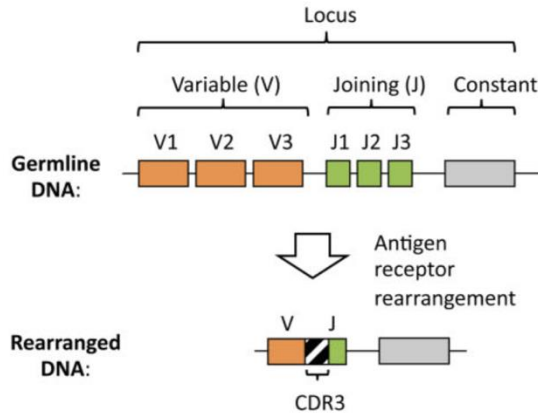 Locus
Variable (V) Joining (J) Constant
V1 V2 V3 J1 J2 J3
Germline
DNA:
Antigen
receptor
rearrangement
V J
Rearranged
DNA:
CDR3